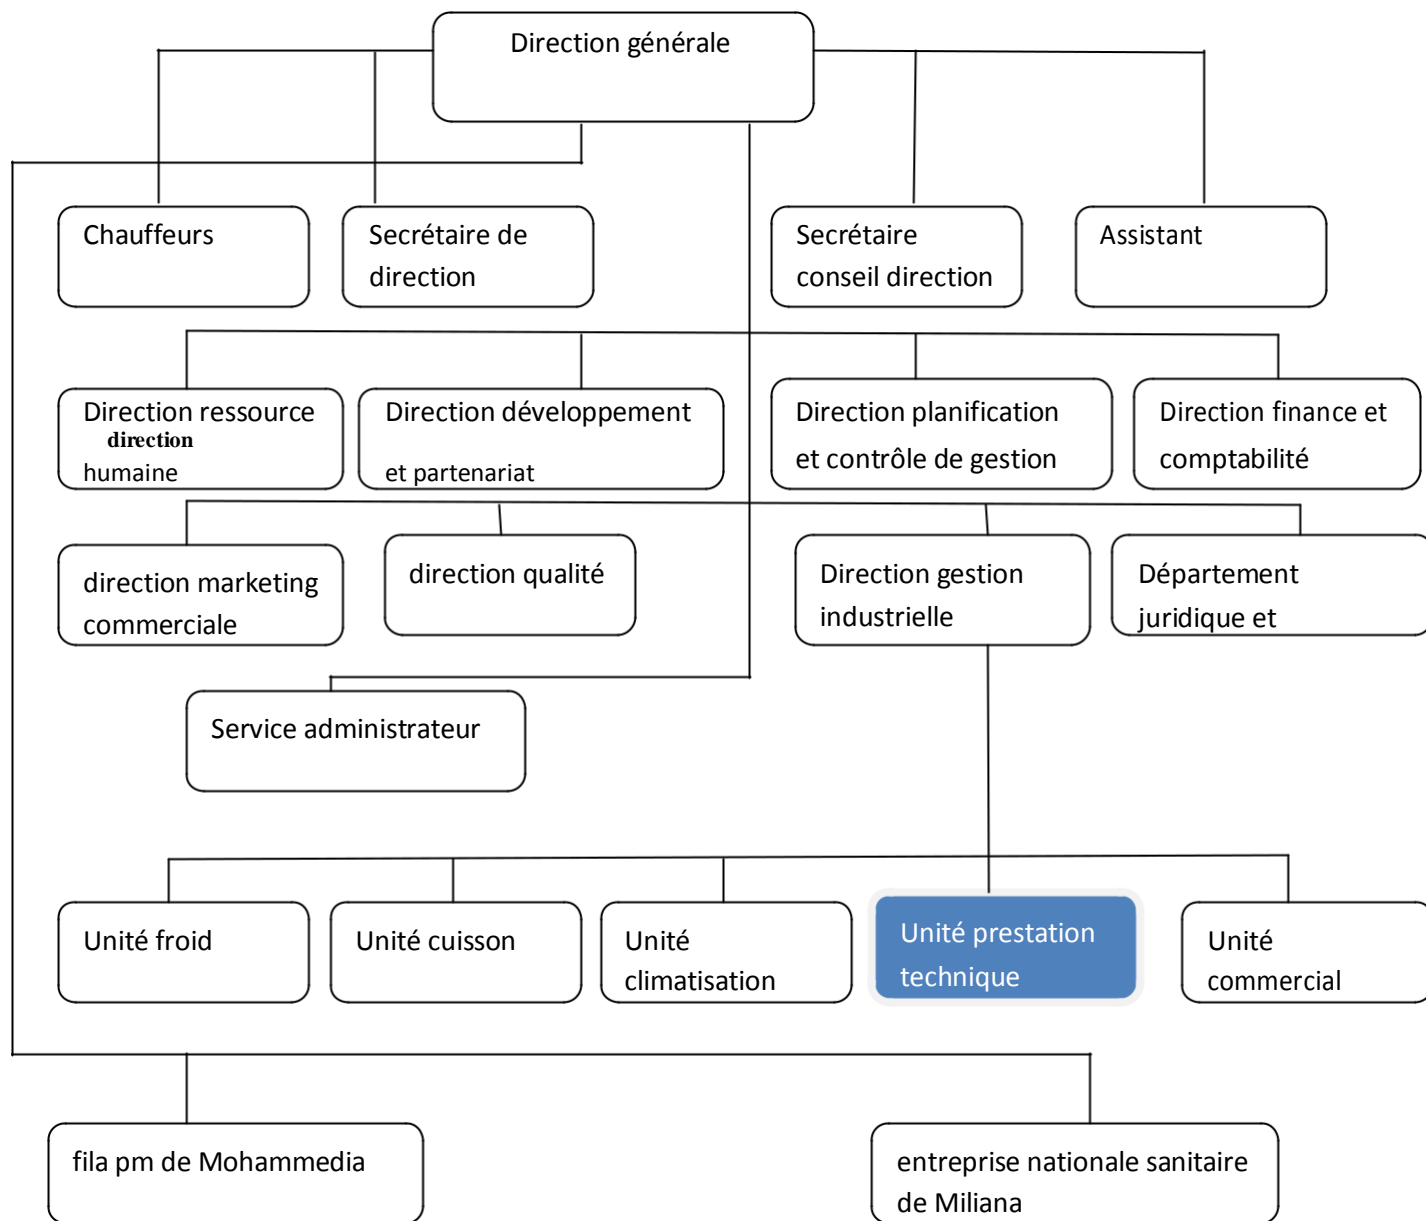 Direction générale
Chauffeurs
Secrétaire de
direction
Secrétaire
conseil direction
Assistant
Direction ressource
direction
humaine
Direction développement
et partenariat
Direction planification
et contrôle de gestion
Direction finance et
comptabilité
direction marketing
commerciale
direction qualité
Direction gestion
industrielle
Département
juridique et
Service administrateur
Unité froid
Unité cuisson
Unité
climatisation
Unité prestation
technique
Unité
commercial
fila pm de Mohammedia
entreprise nationale sanitaire
de Miliana